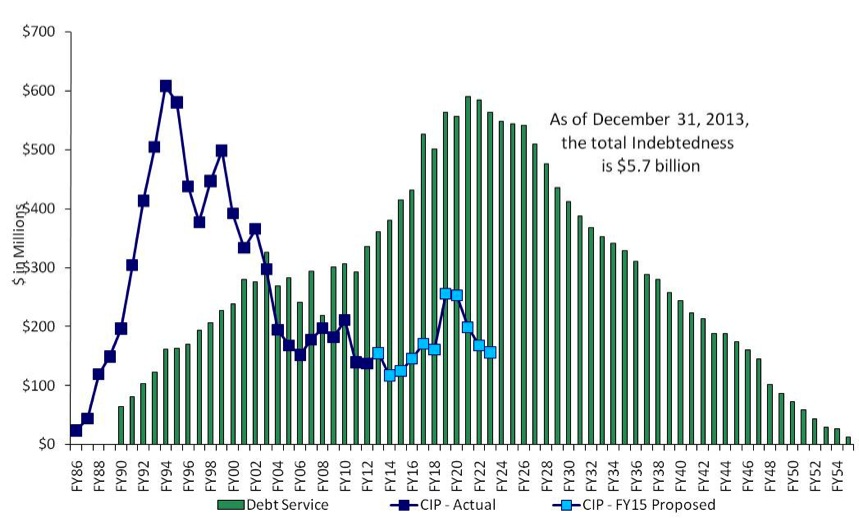 $700
$600
$500
$400
$300
$200
$100
$0
$ in Millions
As of December 31, 2013,
the total Indebtedness
is $5.7 billion
FY86
FY88
FY90
FY92
FY94
FY96
FY98
FY00
FY02
FY04
FY06
FY08
FY10
FY12
FY14
FY16
FY18
FY20
FY22
FY24
FY26
FY28
FY30
FY32
FY34
FY36
FY38
FY40
FY42
FY44
FY46
FY48
FY50
FY52
FY54
Debt Service CIP - Actual CIP - FY15 Proposed